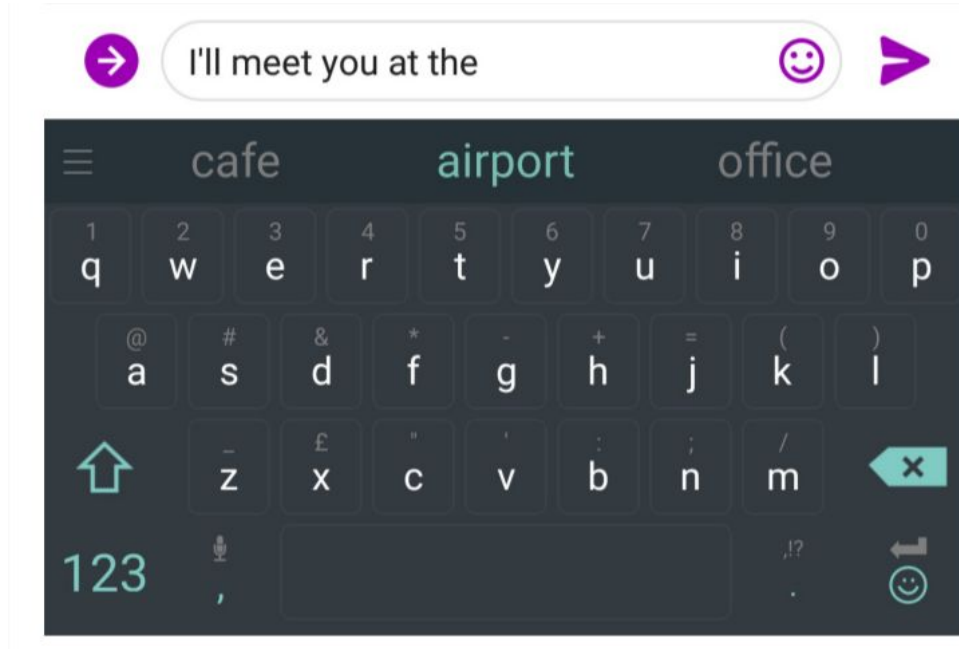 I'll meet you at the
cafe airport office
1 2 3 4 5 6 7 8 9 0
q w e r t y u i o p
@ # & * - + = ( )
a s d f g h j k l
_ £ " ' : ; /
z x c v b n m
,!?
123 , .